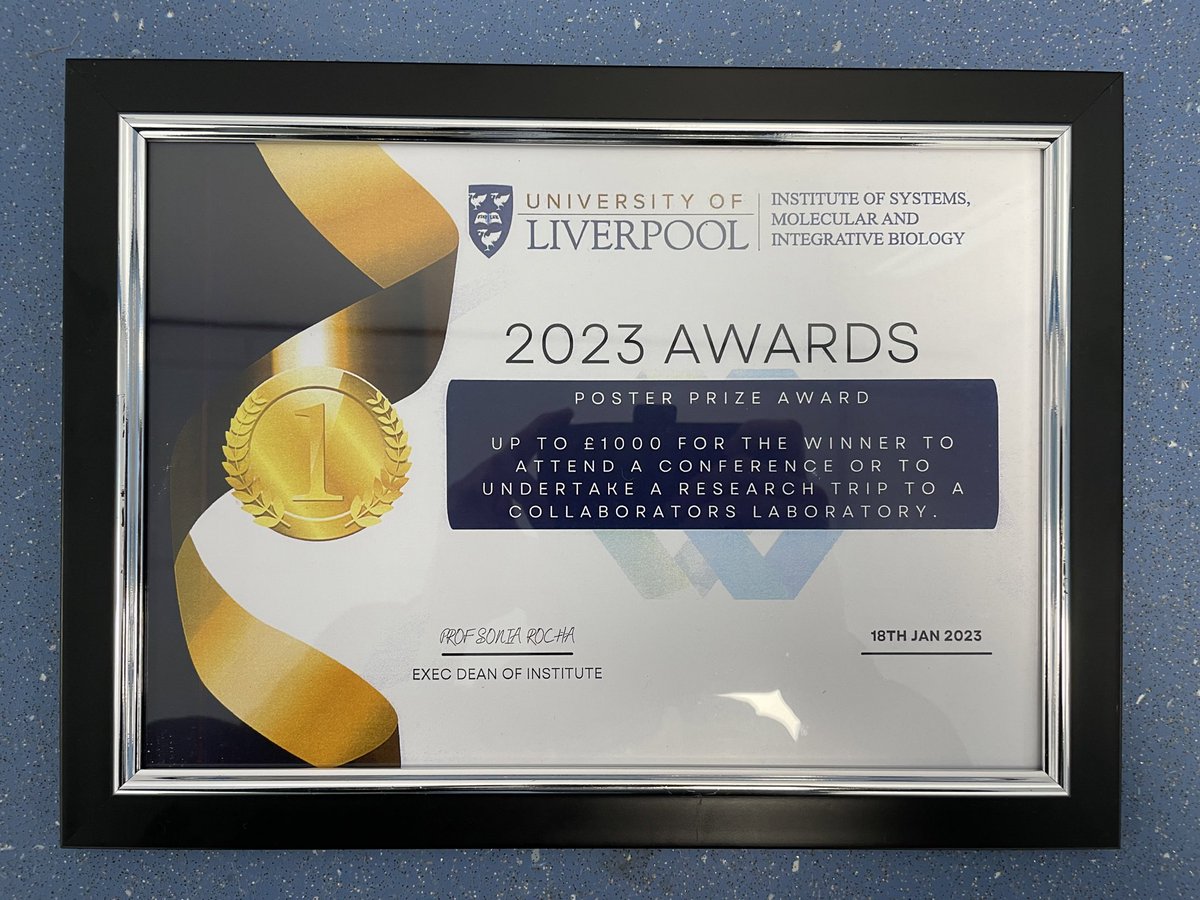 UNIVERSITY OF
LIVERPOOL
INSTITUTE OF SYSTEMS,
MOLECULAR AND
INTEGRATIVE BIOLOGY
2023 AWARDS
POSTER PRIZE AWARD
UP TO £1000 FOR THE WINNER TO
ATTEND A CONFERENCE OR TO
UNDERTAKE A RESEARCH TRIP TO A
COLLABORATORS LABORATORY.
1
PROF SONIA ROCHA
EXEC DEAN OF INSTITUTE
18TH JAN 2023